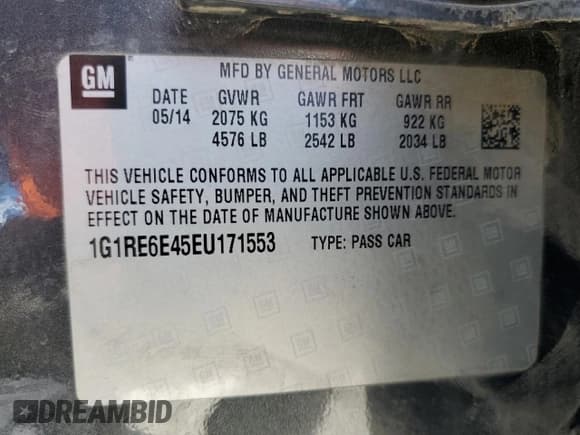 GM
MFD BY GENERAL MOTORS LLC
DATE GVWR GAWR FRT GAWR RR
05/14 2075 KG 1153 KG 922 KG
4576 LB 2542 LB 2034 LB
THIS VEHICLE CONFORMS TO ALL APPLICABLE U.S. FEDERAL MOTOR
VEHICLE SAFETY, BUMPER, AND THEFT PREVENTION STANDARDS IN
EFFECT ON THE DATE OF MANUFACTURE SHOWN ABOVE.
1G1RE6E45EU171553 TYPE: PASS CAR
DREAMBID